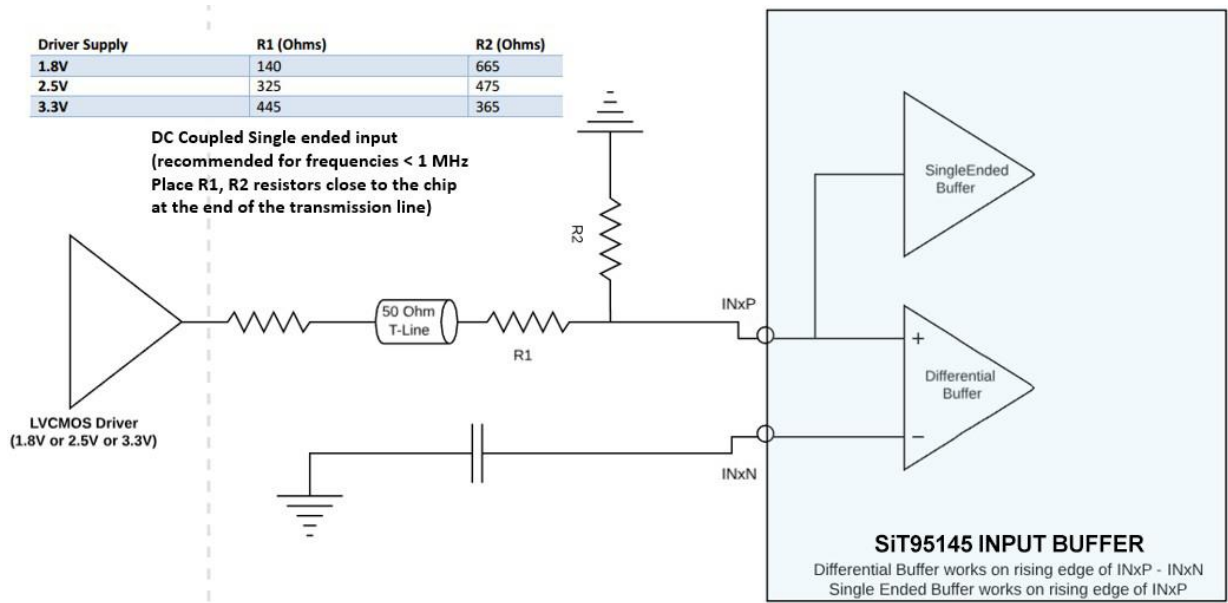 Driver Supply R1 (Ohms) R2 (Ohms)
1.8V 140 665
2.5V 325 475
3.3V 445 365
DC Coupled Single ended input
(recommended for frequencies < 1 MHz
Place R1, R2 resistors close to the chip
at the end of the transmission line)
SingleEnded
Buffer
R2
INxP
50 Ohm
T-Line
R1
+
Differential
Buffer
−
LVCMOS Driver
(1.8V or 2.5V or 3.3V)
INxN
SiT95145 INPUT BUFFER
Differential Buffer works on rising edge of INxP - INxN
Single Ended Buffer works on rising edge of INxP